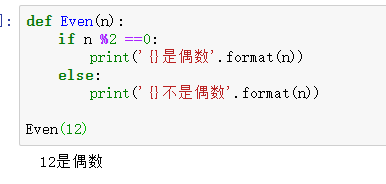 ]:
def Even(n):
    if n %2 ==0:
        print('{}是偶数'.format(n))
    else:
        print('{}不是偶数'.format(n))

Even(12)
12是偶数